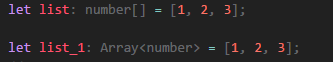 let list: number[] = [1, 2, 3];
let list_1: Array<number> = [1, 2, 3];